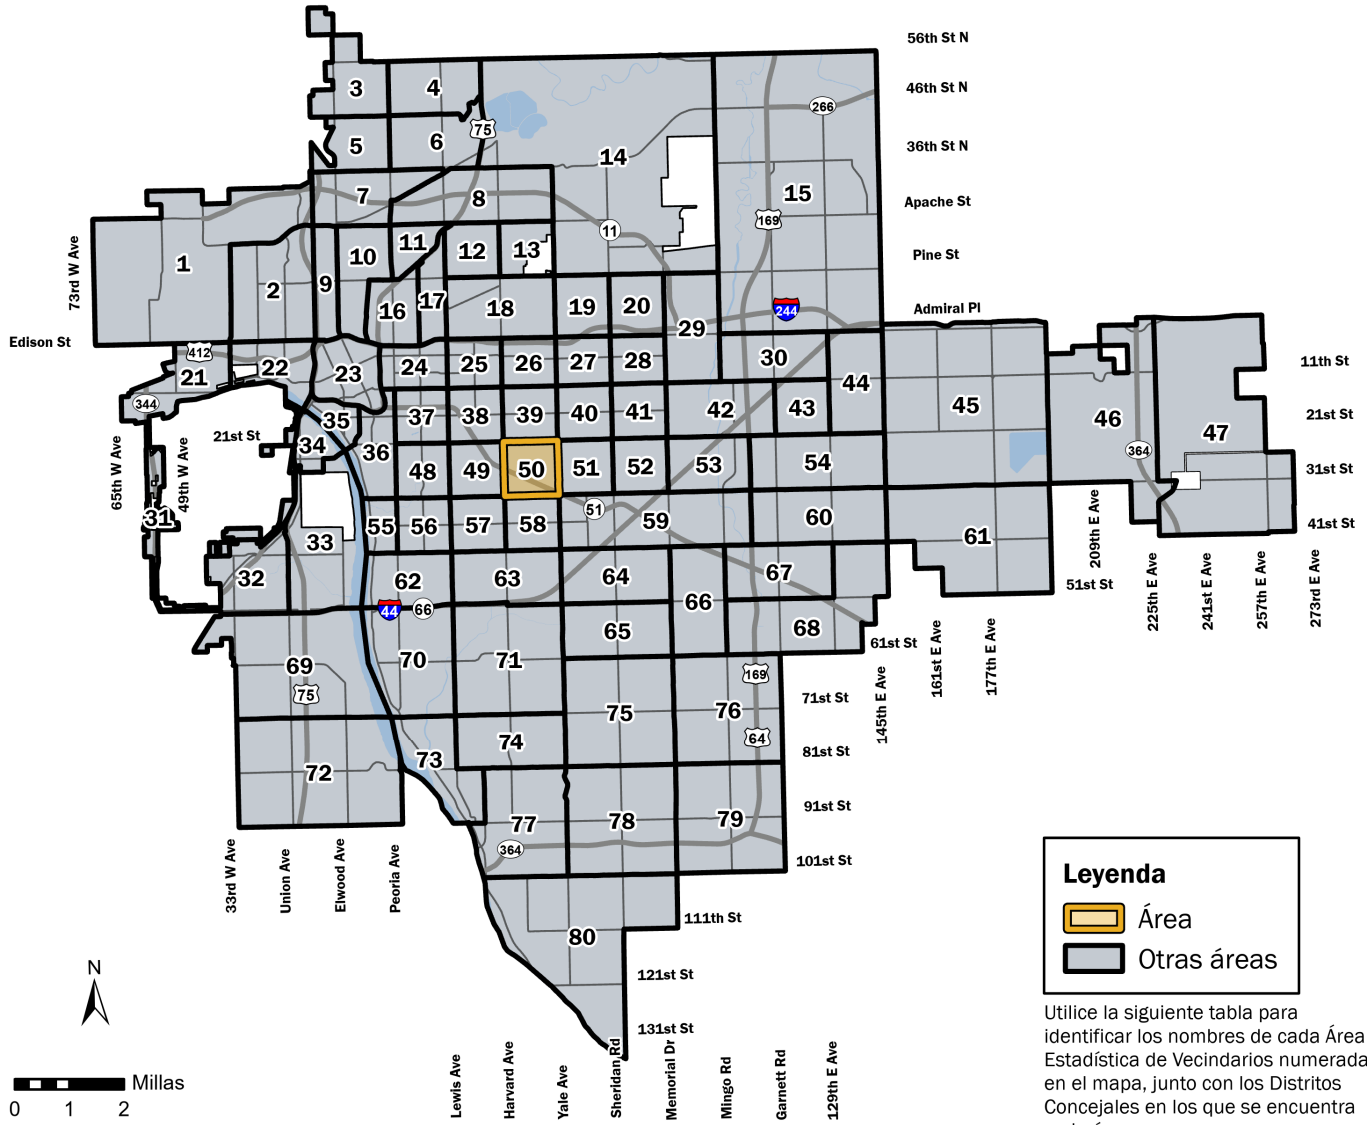 56th St N
46th St N
36th St N
Apache St
Pine St
Admiral Pl
11th St
21st St
31st St
41st St
51st St
61st St
71st St
81st St
91st St
101st St
111th St
121st St
131st St
73rd W Ave
Edison St
65th W Ave
49th W Ave
21st St
33rd W Ave
Union Ave
Elwood Ave
Peoria Ave
Lewis Ave
Harvard Ave
Yale Ave
Sheridan Rd
Memorial Dr
Mingo Rd
Garnett Rd
129th E Ave
145th E Ave
161st E Ave
177th E Ave
209th E Ave
225th E Ave
241st E Ave
257th E Ave
273rd E Ave
1
2
3
4
5
6
7
8
9
10
11
12
13
14
15
16
17
18
19
20
21
22
23
24
25
26
27
28
29
30
31
32
33
34
35
36
37
38
39
40
41
42
43
44
45
46
47
48
49
50
51
52
53
54
55
56
57
58
59
60
61
62
63
64
65
66
67
68
69
70
71
72
73
74
75
76
77
78
79
80
75
266
169
11
244
412
344
364
51
44
66
75
169
64
364
N
Millas
0 1 2
Leyenda
Área
Otras áreas
Utilice la siguiente tabla para
identificar los nombres de cada Área
Estadística de Vecindarios numerada
en el mapa, junto con los Distritos
Concejales en los que se encuentra